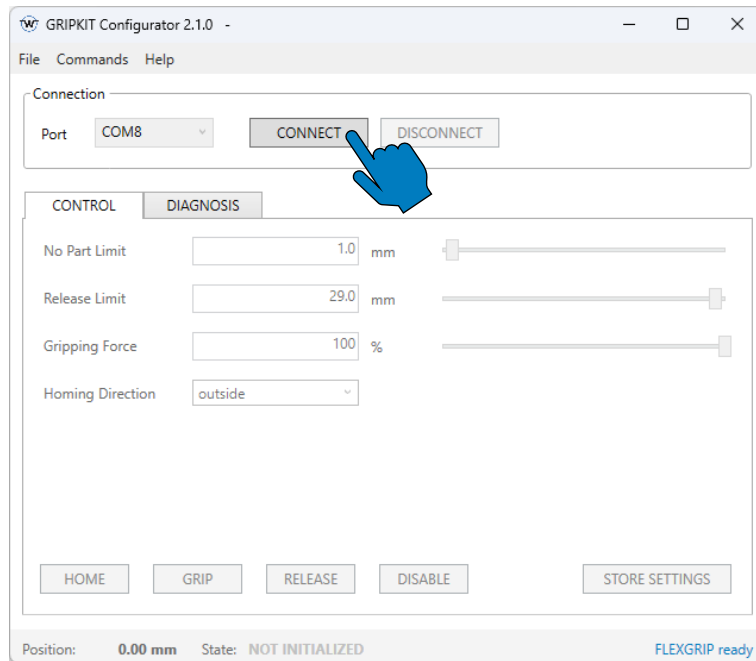 GRIPKIT Configurator 2.1.0 -
File Commands Help
Connection
Port COM8 CONNECT DISCONNECT
CONTROL DIAGNOSIS
No Part Limit 1.0 mm
Release Limit 29.0 mm
Gripping Force 100 %
Homing Direction outside
HOME GRIP RELEASE DISABLE STORE SETTINGS
Position: 0.00 mm State: NOT INITIALIZED FLEXGRIP ready